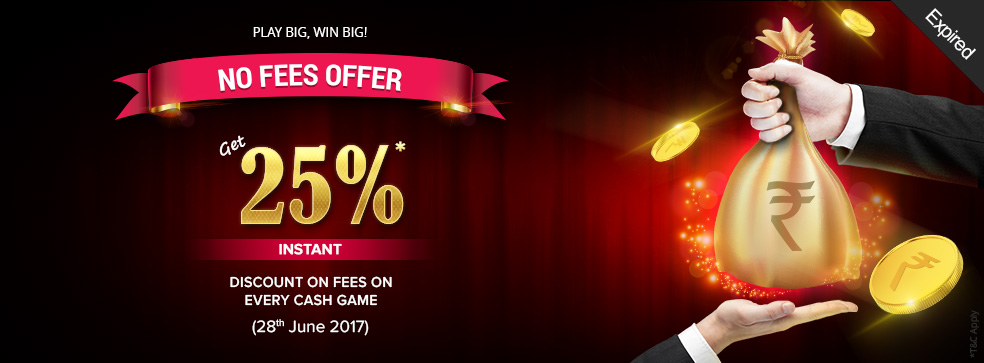 PLAY BIG, WIN BIG!
NO FEES OFFER
Get
25%*
INSTANT
DISCOUNT ON FEES ON
EVERY CASH GAME
(28th June 2017)
Expired
₹
*T&C Apply